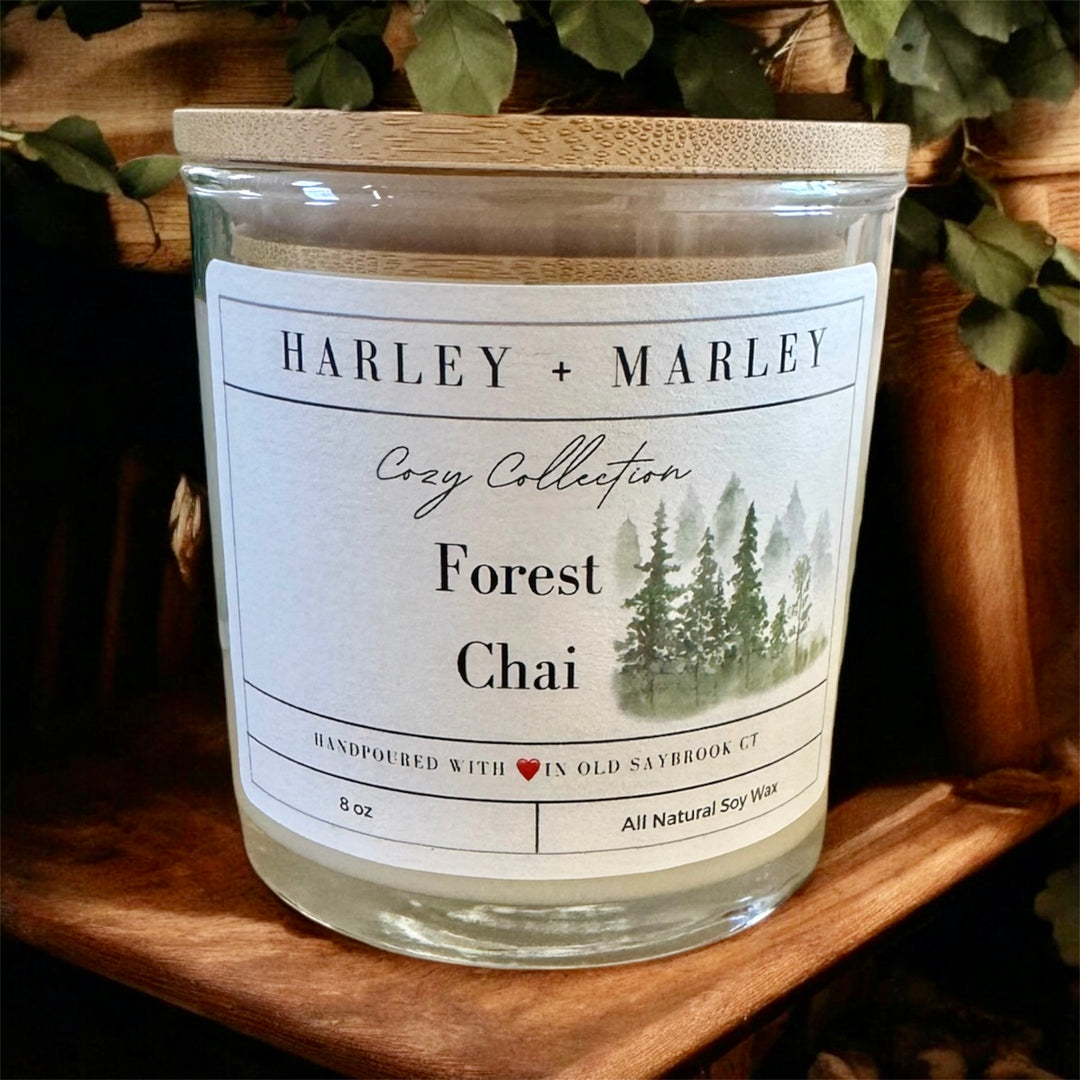 HARLEY + MARLEY
Cozy Collection
Forest
Chai
HANDPOURED WITH ❤️ IN OLD SAYBROOK CT
8 oz
All Natural Soy Wax